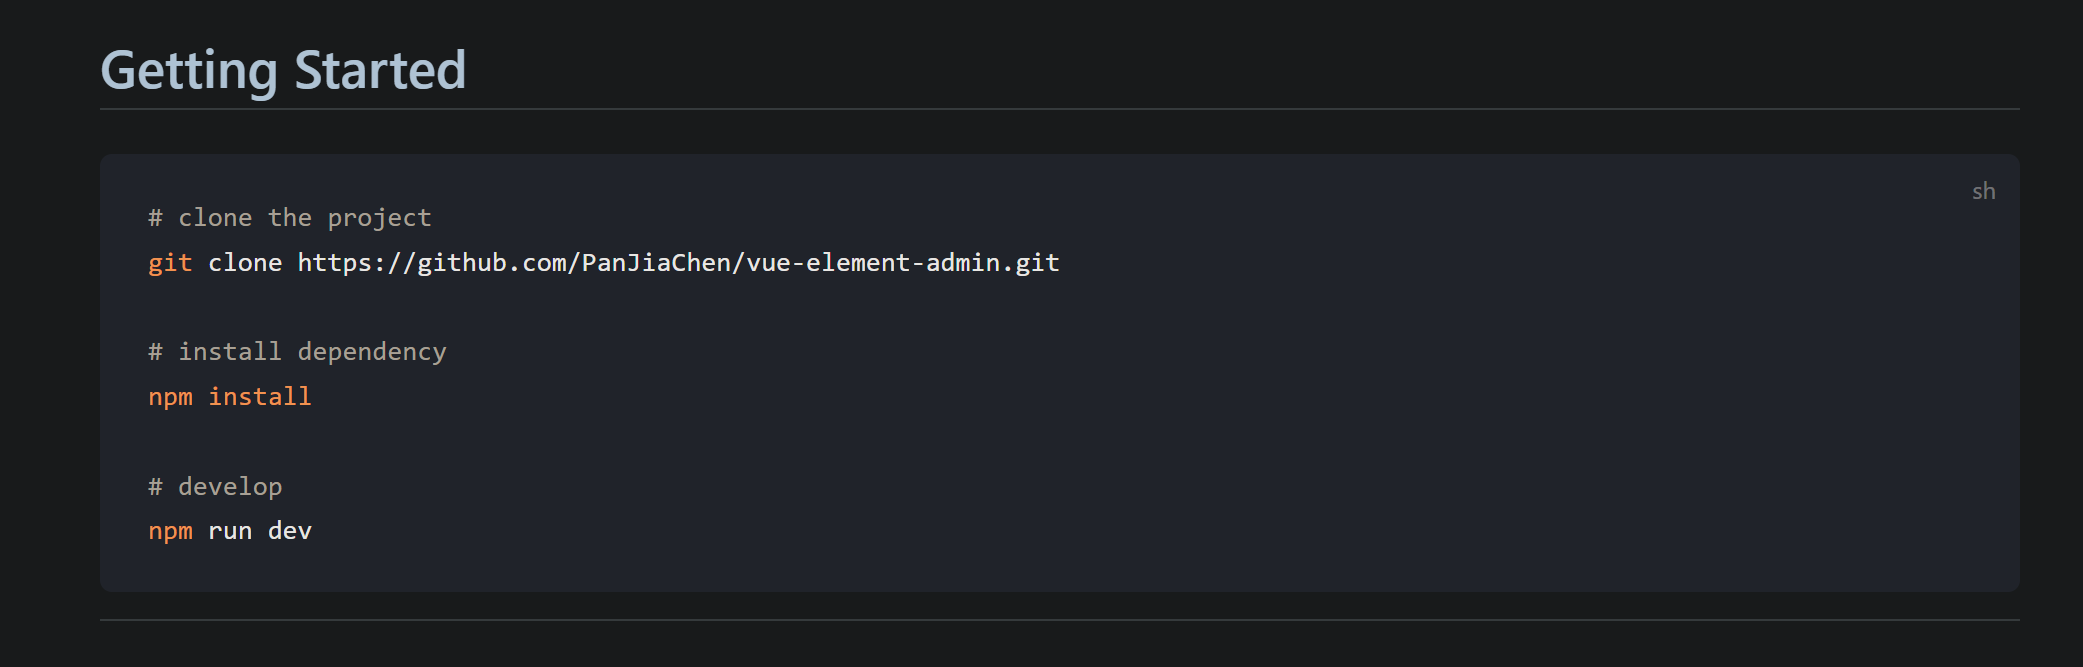 Getting Started
sh
# clone the project
git clone https://github.com/PanJiaChen/vue-element-admin.git
# install dependency
npm install
# develop
npm run dev